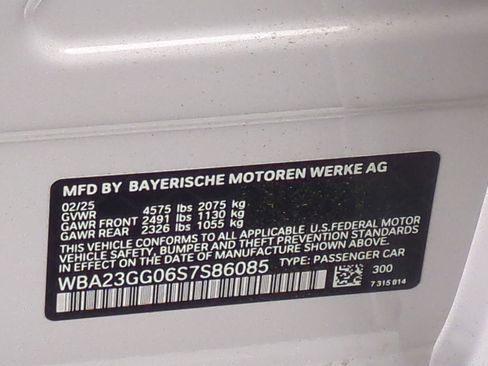 MFD BY BAYERISCHE MOTOREN WERKE AG
02/25
GVWR 4575 lbs 2075 kg
GAWR FRONT 2491 lbs 1130 kg
GAWR REAR 2326 lbs 1055 kg
THIS VEHICLE CONFORMS TO ALL APPLICABLE U.S.FEDERAL MOTOR
VEHICLE SAFETY, BUMPER, AND THEFT PREVENTION STANDARDS
IN EFFECT ON THE DATE OF MANUFACTURE SHOWN ABOVE.
WBA23GG06S7S86085 TYPE: PASSENGER CAR
300
7 315 814